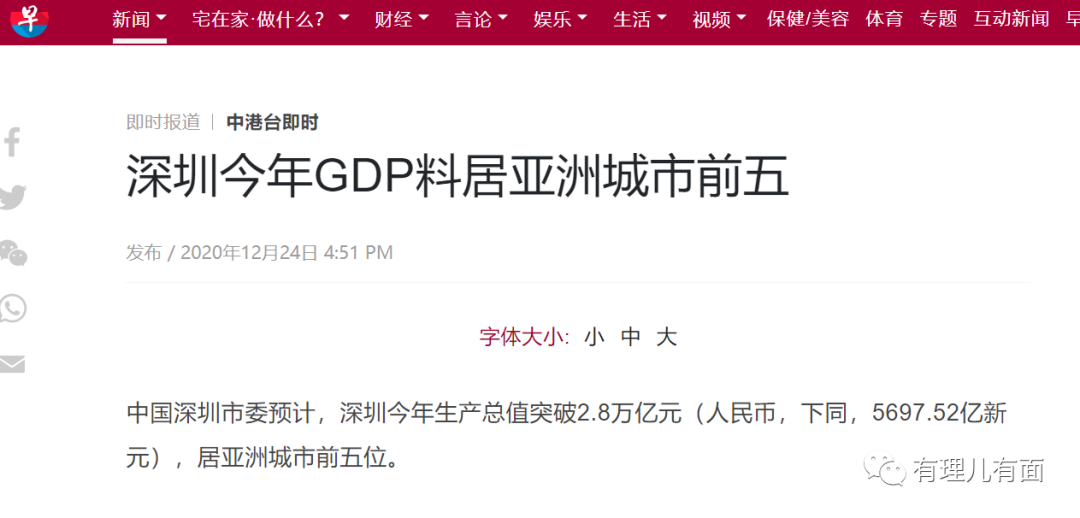 早 新闻 宅在家·做什么? 财经 言论 娱乐 生活 视频 保健/美容 体育 专题 互动新闻 早
即时报道 | 中港台即时
深圳今年GDP料居亚洲城市前五
发布 / 2020年12月24日 4:51 PM
字体大小: 小 中 大
中国深圳市委预计，深圳今年生产总值突破2.8万亿元（人民币，下同，5697.52亿新
元），居亚洲城市前五位。
有理儿有面